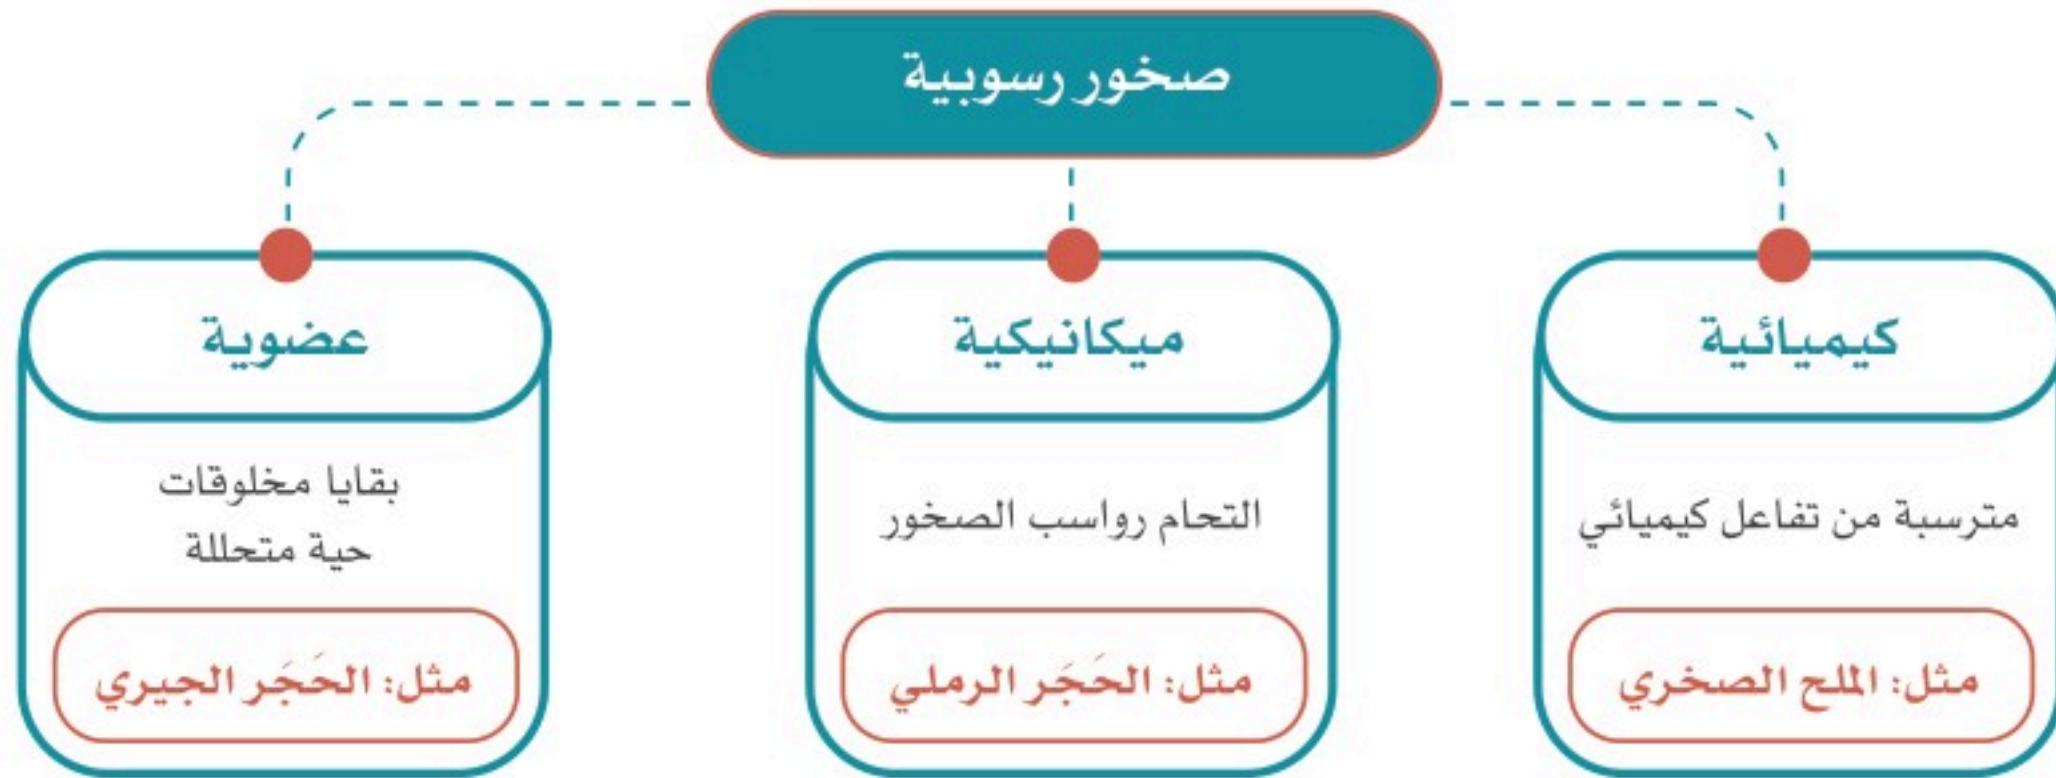 صخور رسوبية
كيميائية
مترسبة من تفاعل كيميائي
مثل: الملح الصخري
ميكانيكية
التحام رواسب الصخور
مثل: الحَجَر الرملي
عضوية
بقايا مخلوقات
حية متحللة
مثل: الحَجَر الجيري